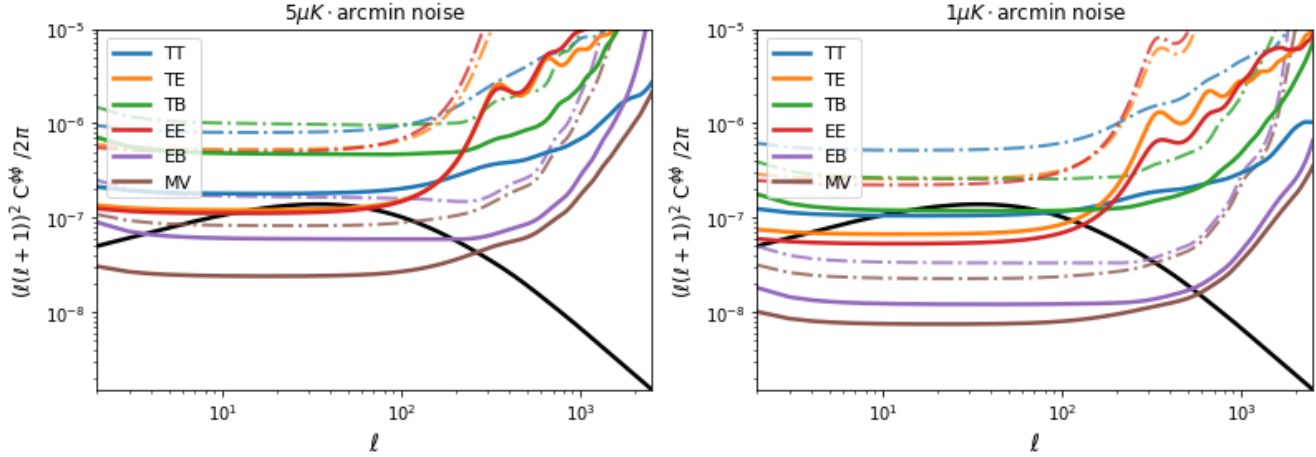 5μK · arcmin noise
(ℓ(ℓ + 1))² C^ϕϕ /2π
10⁻⁵
10⁻⁶
10⁻⁷
10⁻⁸
TT
TE
TB
EE
EB
MV
10¹
10²
10³
ℓ
1μK · arcmin noise
(ℓ(ℓ + 1))² C^ϕϕ /2π
10⁻⁵
10⁻⁶
10⁻⁷
10⁻⁸
TT
TE
TB
EE
EB
MV
10¹
10²
10³
ℓ